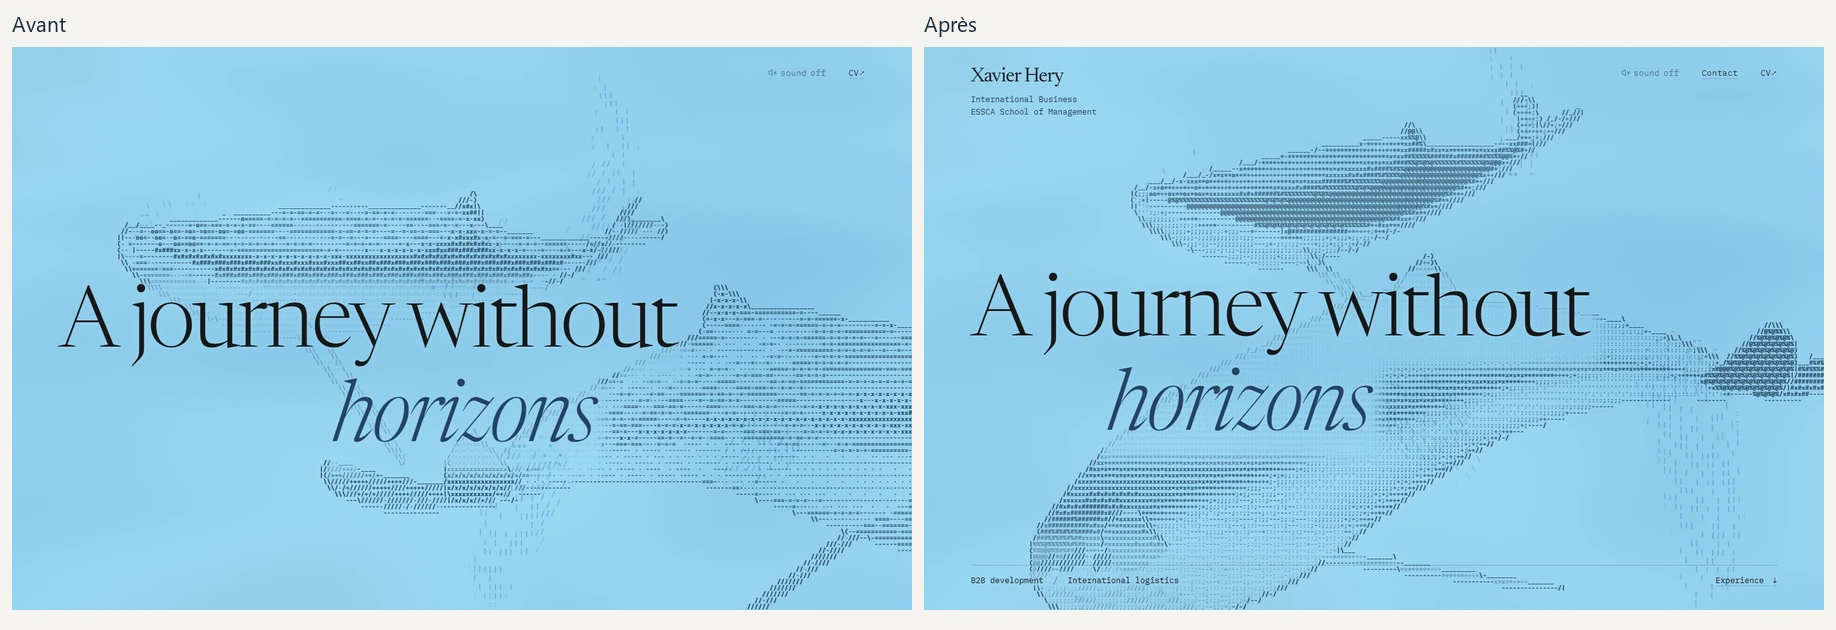 Avant
sound off CV↗
A journey without
horizons
Après
Xavier Hery
International Business
ESSCA School of Management
sound off Contact CV↗
A journey without
horizons
B2B development / International logistics
Experience ↓